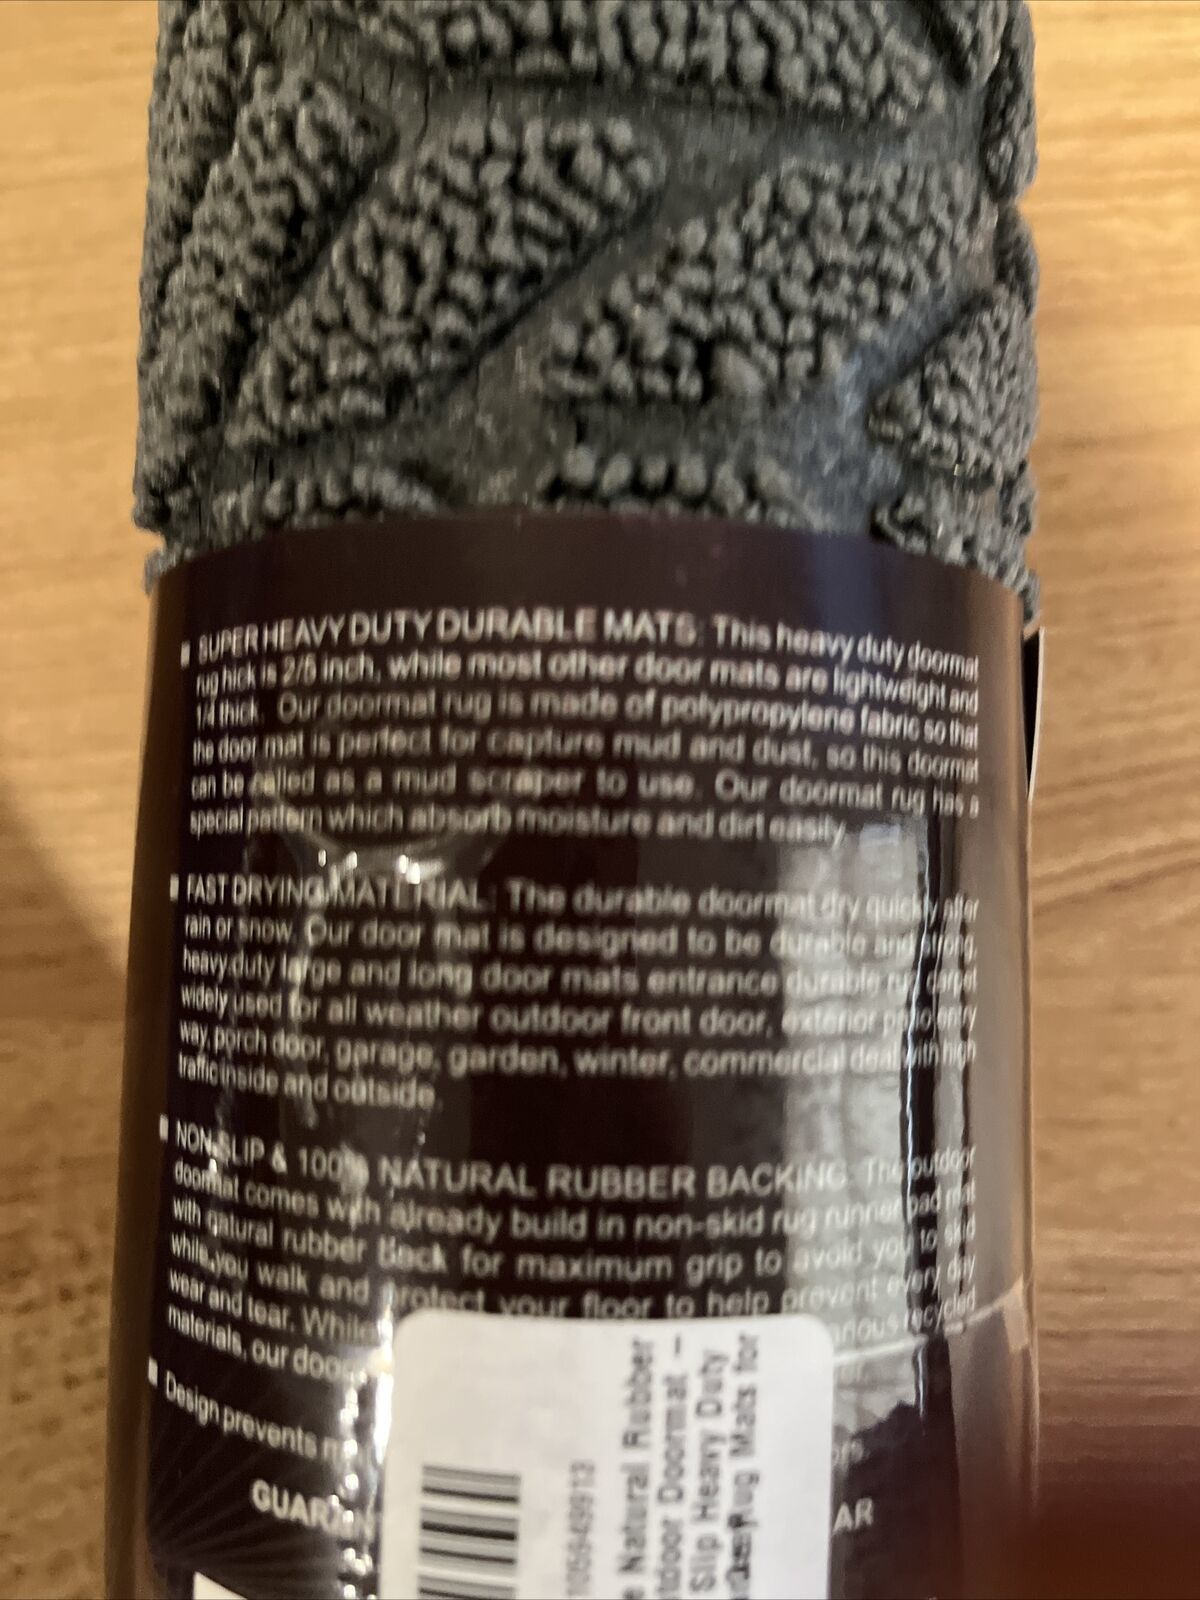 SUPER HEAVY DUTY DURABLE MATS: This heavy duty doormat
rug hick is 2/5 inch, while most other door mats are lightweight and
1/4 thick. Our doormat rug is made of polypropylene fabric so that
the door mat is perfect for capture mud and dust, so this doormat
can be called as a mud scraper to use. Our doormat rug has a
special pattern which absorb moisture and dirt easily.
FAST DRYING MATERIAL: The durable doormat dry quickly after
rain or snow. Our door mat is designed to be durable and strong,
heavy duty large and long door mats entrance durable rug carpet
widely used for all weather outdoor front door, exterior patio entry
way, porch door, garage, garden, winter, commercial deal with high
traffic inside and outside.
NON-SLIP & 100% NATURAL RUBBER BACKING: The outdoor
doormat comes with already build in non-skid rug runner pad mat
with natural rubber back for maximum grip to avoid you to skid
while you walk and protect your floor to help prevent every day
wear and tear. While various recycled
materials, our door
Design prevents
GUARAN
AR
e Natural Rubber
tdoor Doormat –
Slip Heavy Duty
Rug Mats for